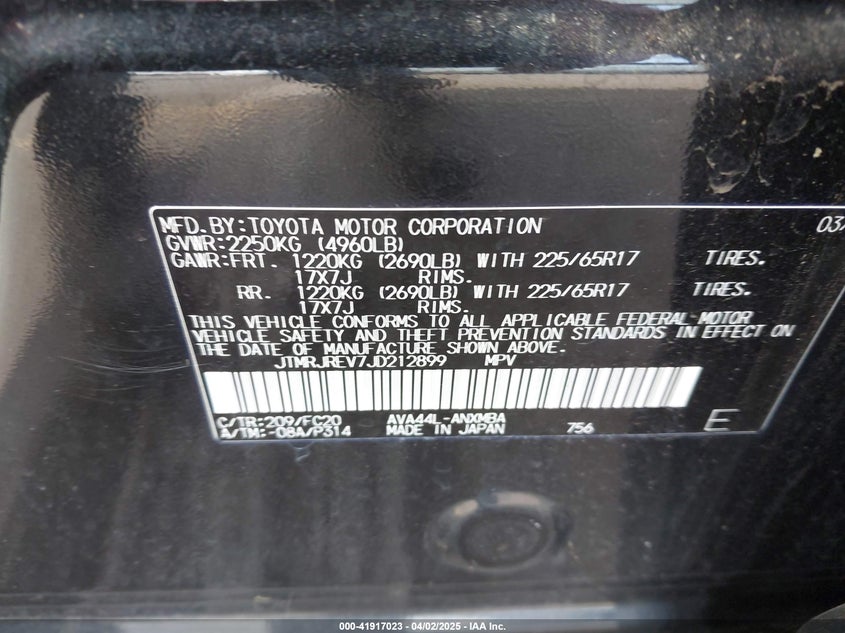 MFD.BY:TOYOTA MOTOR CORPORATION 03/
GVWR:2250KG (4960LB)
GAWR:FRT. 1220KG (2690LB) WITH 225/65R17 TIRES.
17X7J RIMS.
RR. 1220KG (2690LB) WITH 225/65R17 TIRES.
17X7J RIMS.
THIS VEHICLE CONFORMS TO ALL APPLICABLE FEDERAL MOTOR
VEHICLE SAFETY AND THEFT PREVENTION STANDARDS IN EFFECT ON
THE DATE OF MANUFACTURE SHOWN ABOVE.
JTMRJREV7JD212899 MPV
C/TR:209/FC20 AVA44L-ANXMBA
A/TM:-08A/P314 MADE IN JAPAN 756 E
000-41917023 - 04/02/2025 - IAA Inc.